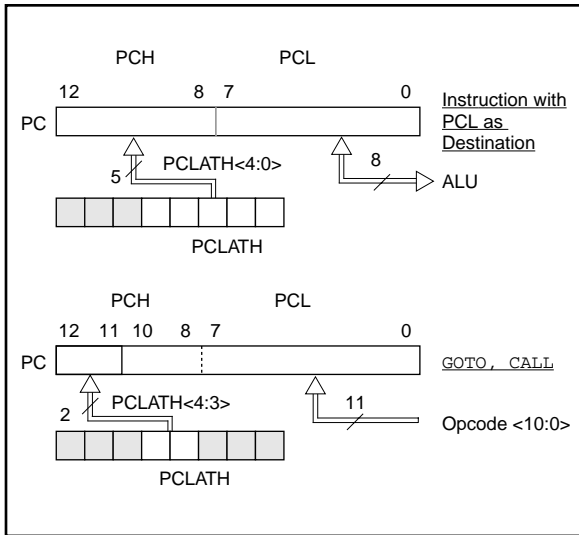 PCH PCL
12 8 7 0
PC
Instruction with
PCL as
Destination
5 PCLATH<4:0>
8
ALU
PCLATH
PCH PCL
12 11 10 8 7 0
PC
GOTO, CALL
2 PCLATH<4:3>
11
Opcode <10:0>
PCLATH